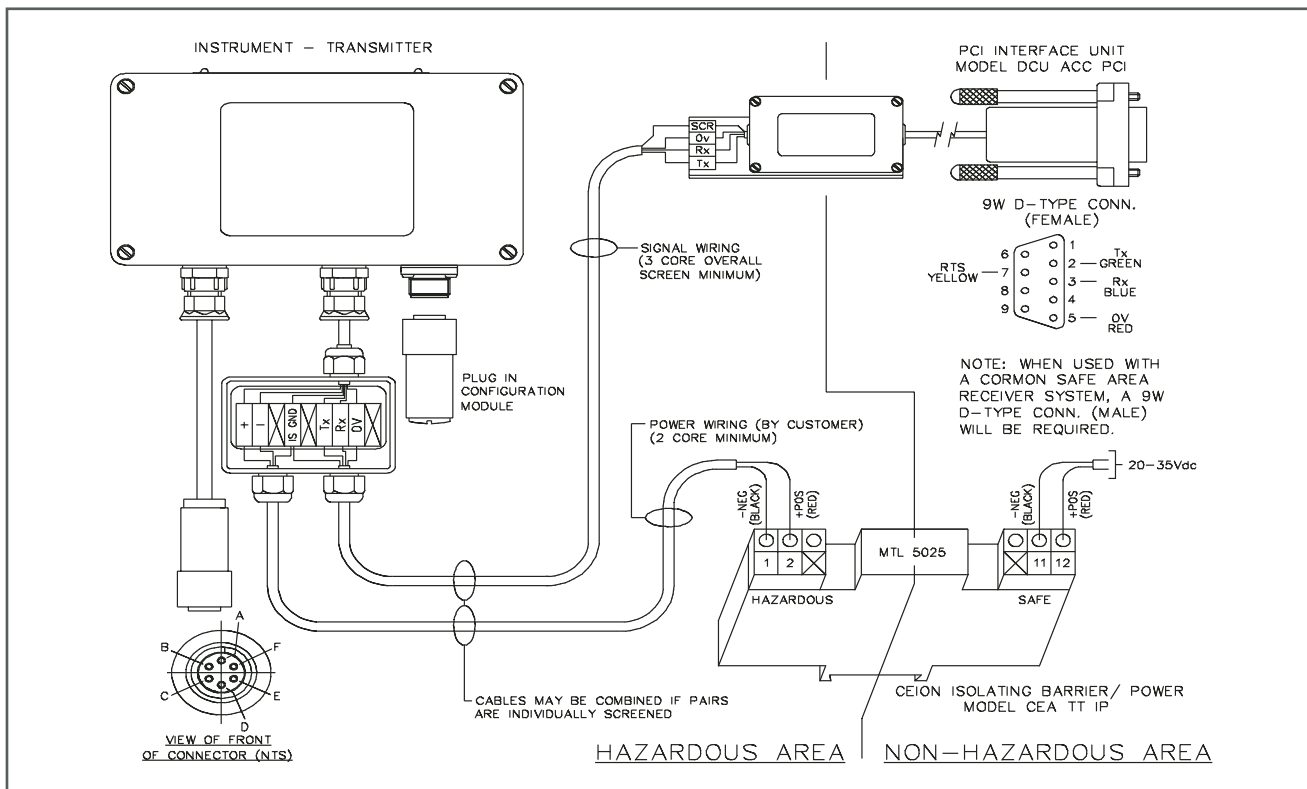 INSTRUMENT – TRANSMITTER
PCI INTERFACE UNIT
MODEL DCU ACC PCI
SCR
Ov
Rx
Tx
9W D–TYPE CONN.
(FEMALE)
6
7
8
9
1
2
3
4
5
RTS
YELLOW
Tx
GREEN
Rx
BLUE
OV
RED
SIGNAL WIRING
(3 CORE OVERALL
SCREEN MINIMUM)
PLUG IN
CONFIGURATION
MODULE
+
–
IS GND
Tx
Rx
OV
NOTE: WHEN USED WITH
A CORMON SAFE AREA
RECEIVER SYSTEM, A 9W
D–TYPE CONN. (MALE)
WILL BE REQUIRED.
POWER WIRING (BY CUSTOMER)
(2 CORE MINIMUM)
–NEG
(BLACK)
+POS
(RED)
–NEG
(BLACK)
+POS
(RED)
20–35Vdc
1
2
MTL 5025
11
12
HAZARDOUS
SAFE
A
B
F
C
E
D
VIEW OF FRONT
OF CONNECTOR (NTS)
CABLES MAY BE COMBINED IF PAIRS
ARE INDIVIDUALLY SCREENED
CEION ISOLATING BARRIER/ POWER
MODEL CEA TT IP
HAZARDOUS AREA
NON–HAZARDOUS AREA